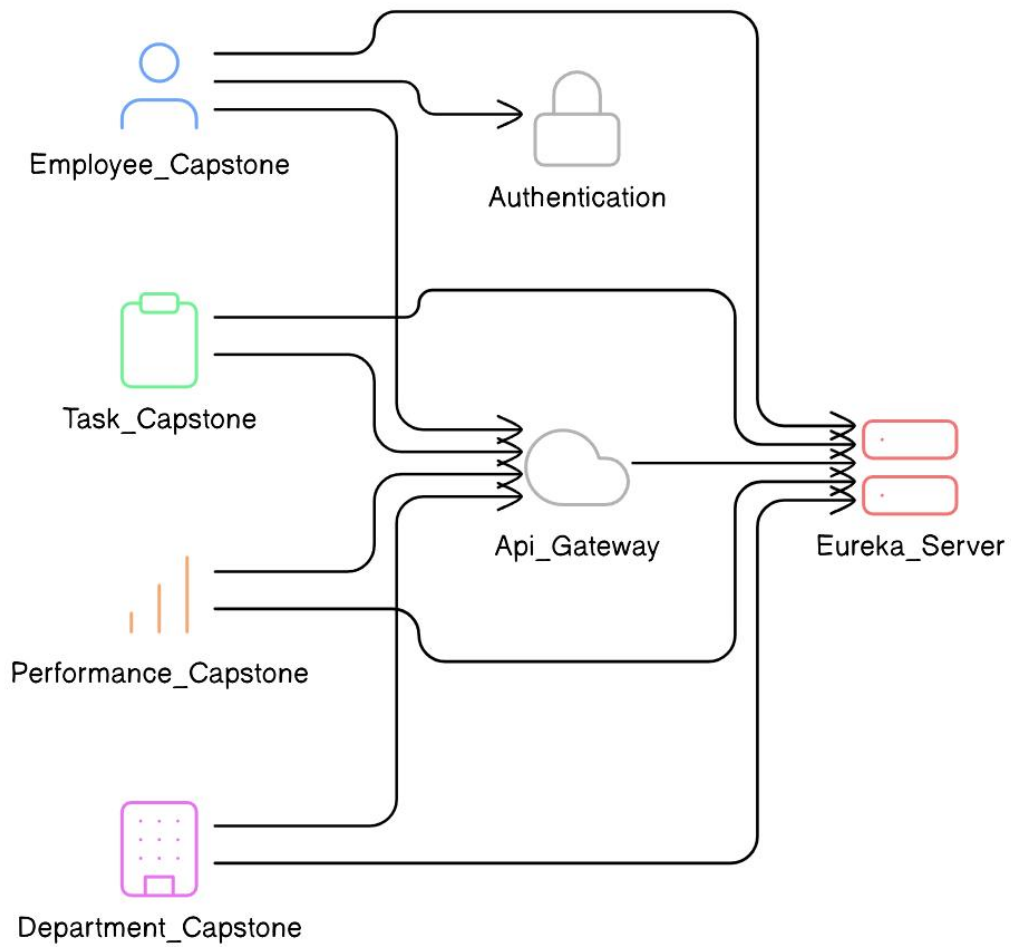 Employee_Capstone
Authentication
Task_Capstone
Api_Gateway
Eureka_Server
Performance_Capstone
Department_Capstone